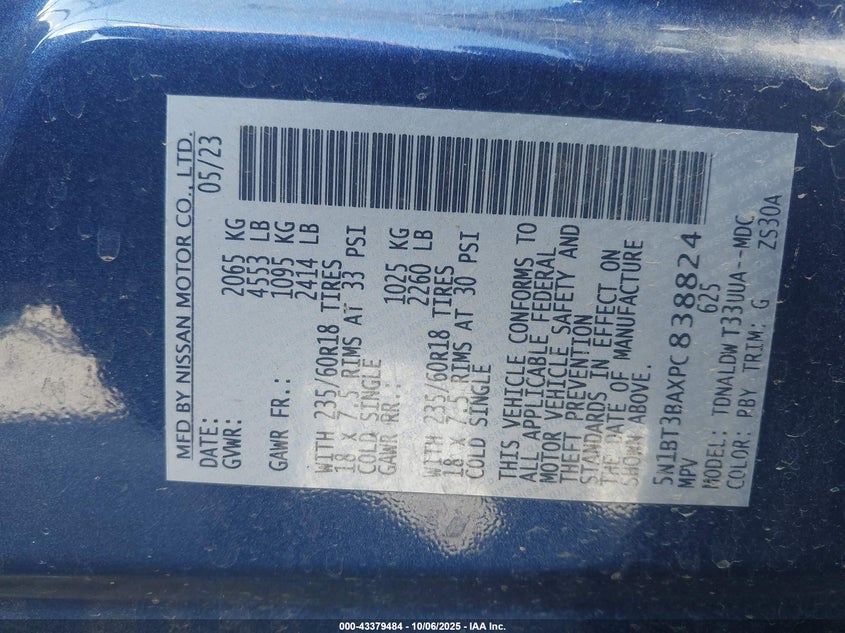 MFD BY NISSAN MOTOR CO., LTD.
DATE: 05/23
GVWR: 2065 KG
4553 LB
GAWR FR.: 1095 KG
2414 LB
WITH 235/60R18 TIRES
18 X 7.5 RIMS AT 33 PSI
COLD SINGLE
GAWR RR.: 1025 KG
2260 LB
WITH 235/60R18 TIRES
18 X 7.5 RIMS AT 30 PSI
COLD SINGLE
THIS VEHICLE CONFORMS TO
ALL APPLICABLE FEDERAL
MOTOR VEHICLE SAFETY AND
THEFT PREVENTION
STANDARDS IN EFFECT ON
THE DATE OF MANUFACTURE
SHOWN ABOVE.
5N1BT3BAXPC838824
MPV 625
MODEL: TDNALDW T33UUA--MDC
COLOR: RBY TRIM: G ZS30A
000-43379484 - 10/06/2025 - IAA Inc.